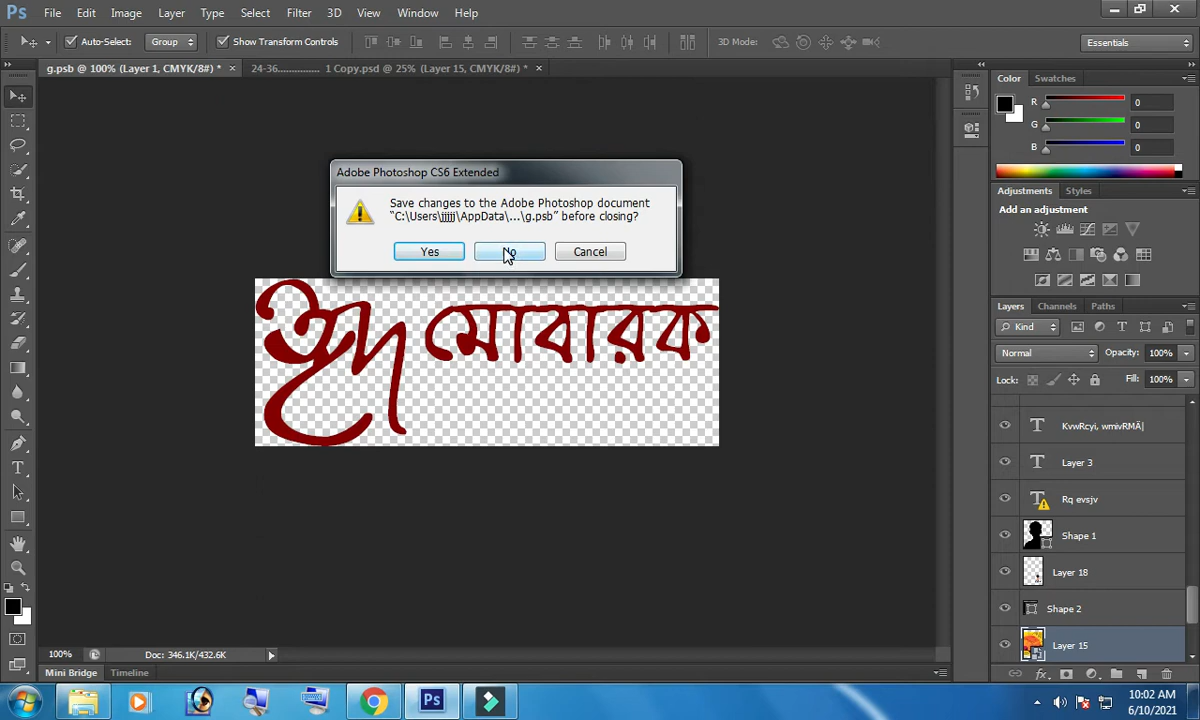 Ps File Edit Image Layer Type Select Filter 3D View Window Help
Auto-Select: Group Show Transform Controls 3D Mode: Essentials
g.psb @ 100% (Layer 1, CMYK/8#) * × 24-36............... 1 Copy.psd @ 25% (Layer 15, CMYK/8#) * ×
Color Swatches
R 0
G 0
B 0
Adobe Photoshop CS6 Extended
Save changes to the Adobe Photoshop document
“C:\Users\jjjjj\AppData\...\g.psb” before closing?
Yes No Cancel
ঈদ মোবারক
Adjustments Styles
Add an adjustment
Layers Channels Paths
Kind
Normal Opacity: 100%
Lock: Fill: 100%
KvwRcyi, wmivRMÄ|
Layer 3
Rq evsjv
Shape 1
Layer 18
Shape 2
Layer 15
100% Doc: 346.1K/432.6K
Mini Bridge Timeline
Ps
10:02 AM
6/10/2021